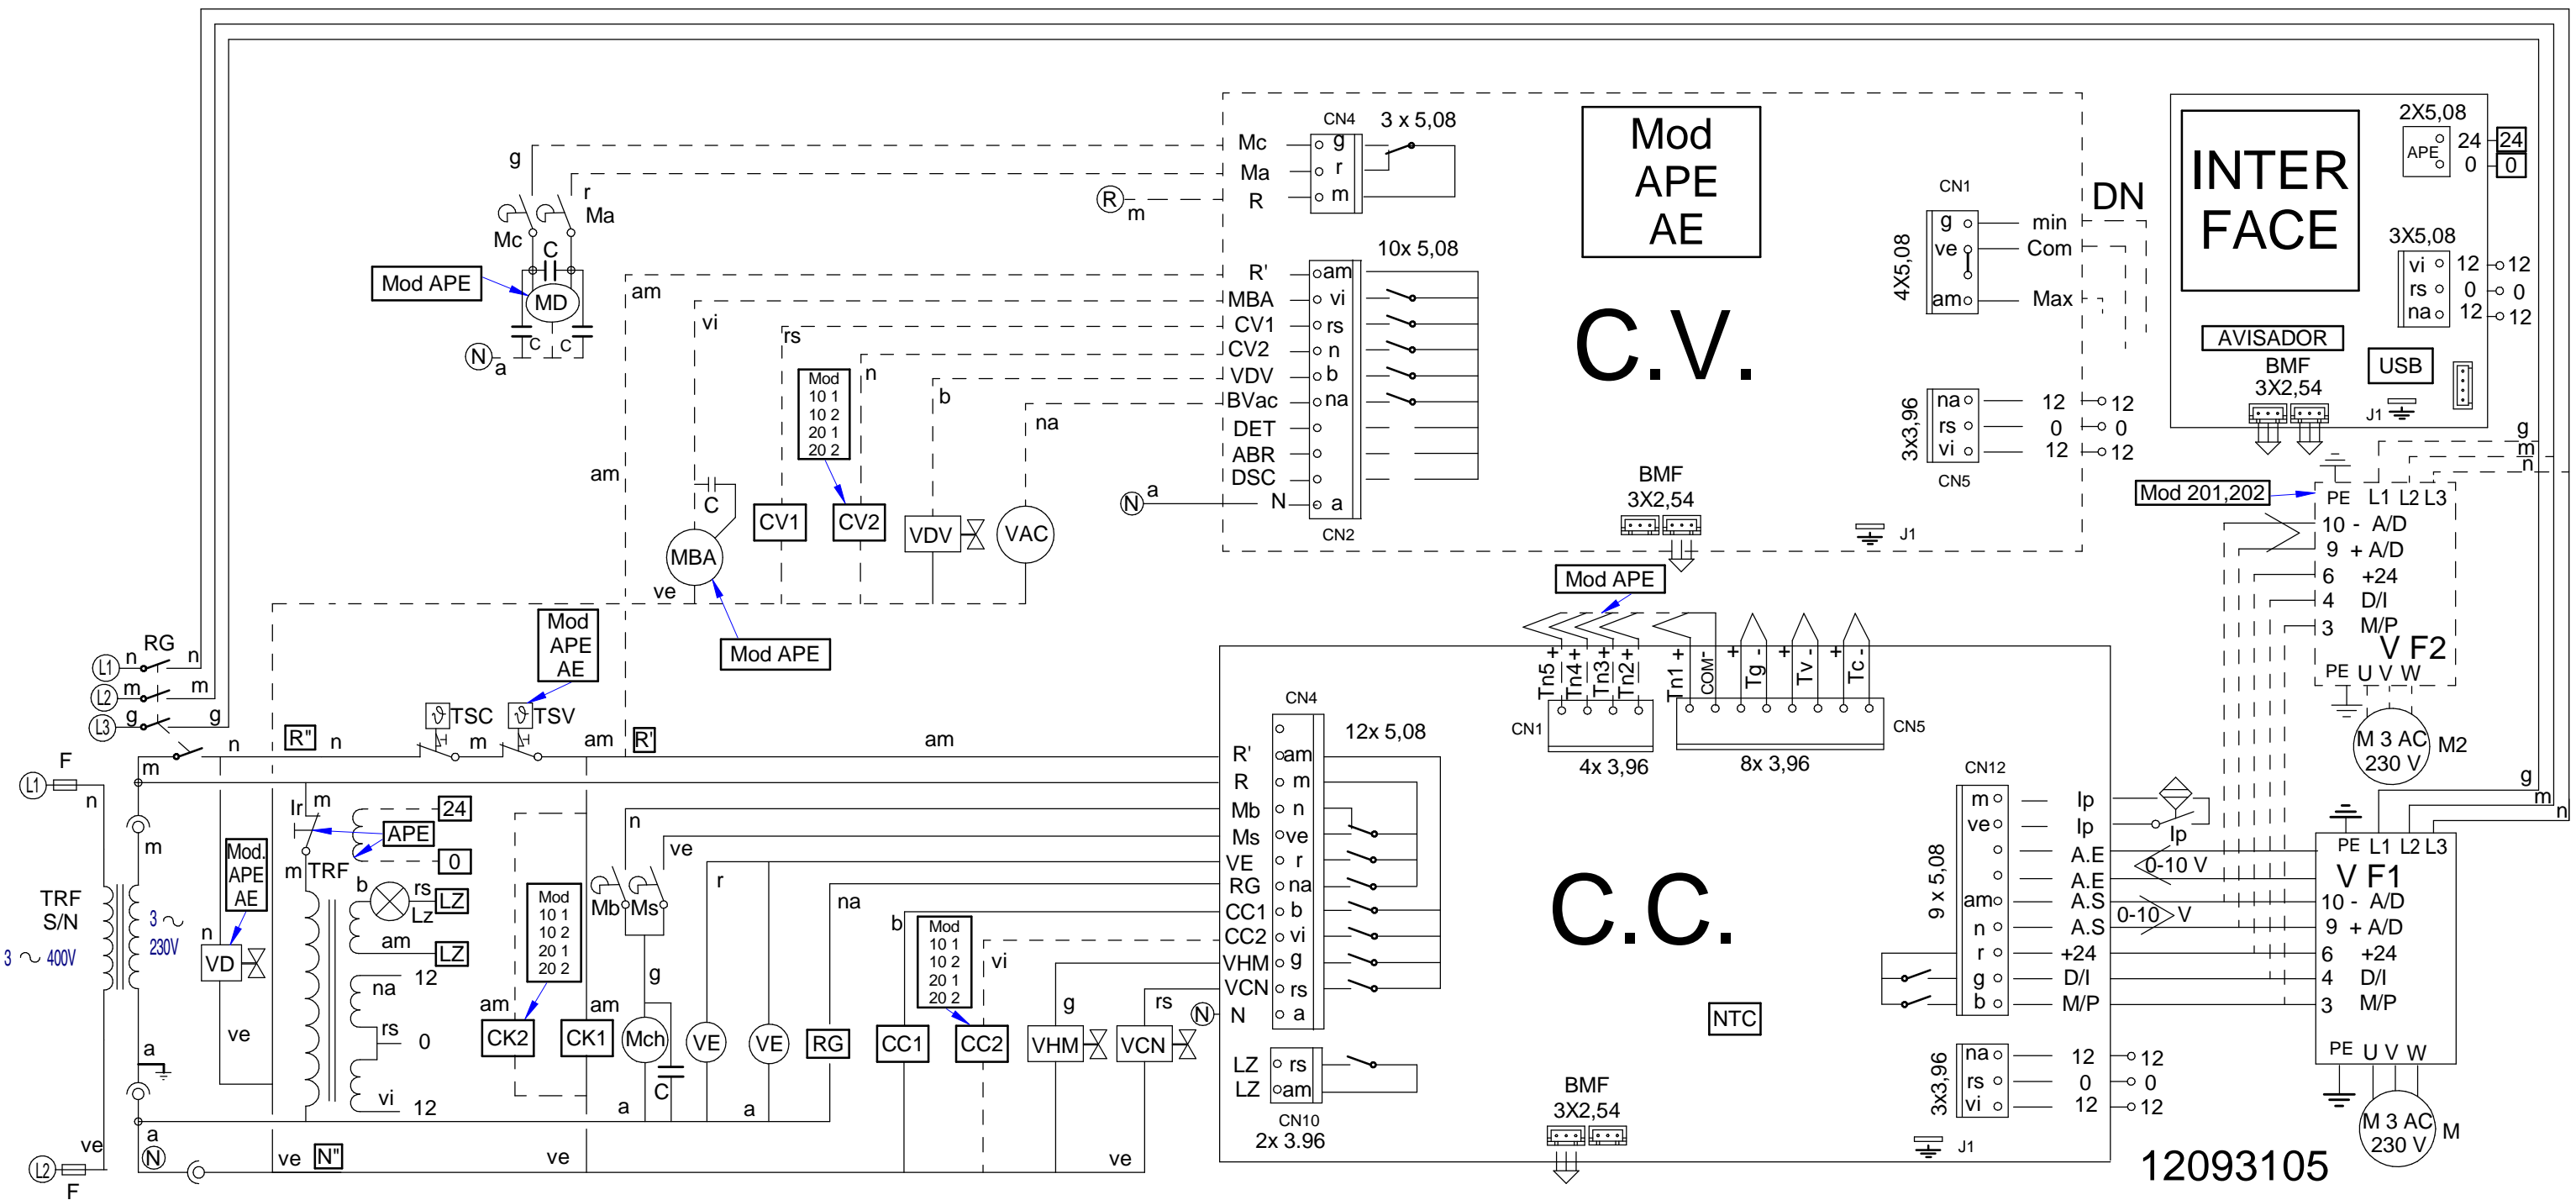 CN4
3 x 5,08
Mc
g
Ma
r
R
m
R
m
g
r
Ma
Mc
C
Mod APE
MD
C
C
N
a
Mod
APE
AE
C.V.
CN1
4X5,08
g
min
ve
Com
am
Max
DN
INTER
FACE
2X5,08
APE
24
24
0
0
3X5,08
vi
12
12
rs
0
0
na
12
12
AVISADOR
BMF
3X2,54
USB
J1
10x 5,08
R'
am
MBA
vi
CV1
rs
CV2
n
VDV
b
BVac
na
DET
ABR
DSC
N
a
CN2
N
a
am
vi
rs
n
b
na
am
Mod
10 1
10 2
20 1
20 2
C
MBA
CV1
CV2
VDV
VAC
ve
Mod APE
3x3,96
na
12
12
rs
0
0
vi
12
12
CN5
BMF
3X2,54
J1
g
m
n
Mod 201,202
PE L1 L2 L3
10 - A/D
9 + A/D
6 +24
4 D/I
3 M/P
V F2
PE U V W
M 3 AC
230 V
M2
RG
L1
n
n
L2
m
m
L3
g
g
Mod
APE
AE
TSC
TSV
n
R"
n
m
am
R'
am
F
L1
n
m
m
TRF
S/N
3 ~ 400V
3 ~
230V
a
ve
a
N
L2
F
Mod.
APE
AE
n
VD
ve
Ir
m
m
TRF
24
APE
0
b
rs
Lz
LZ
am
LZ
na
12
rs
0
vi
12
ve
N"
ve
ve
Mod
10 1
10 2
20 1
20 2
am
am
CK2
CK1
n
ve
Mb
Ms
g
Mch
C
a
r
VE
VE
a
na
RG
b
CC1
Mod
10 1
10 2
20 1
20 2
vi
CC2
g
VHM
rs
VCN
Mod APE
Tn5 +
Tn4 +
Tn3 +
Tn2 +
Tn1 +
COM -
+ Tg -
+ Tv -
+ Tc -
CN1
4x 3,96
8x 3,96
CN5
CN4
12x 5,08
R'
am
R
m
Mb
n
Ms
ve
VE
r
RG
na
CC1
b
CC2
vi
VHM
g
VCN
rs
N
N
a
LZ
rs
LZ
am
CN10
2x 3.96
C.C.
NTC
BMF
3X2,54
CN12
9 x 5,08
m
Ip
ve
Ip
Ip
A.E
A.E
0-10 V
am
A.S
n
A.S
0-10 V
r
+24
g
D/I
b
M/P
3x3,96
na
12
12
rs
0
0
vi
12
12
J1
g
m
n
PE L1 L2 L3
V F1
10 - A/D
9 + A/D
6 +24
4 D/I
3 M/P
PE U V W
M 3 AC
230 V
M
12093105